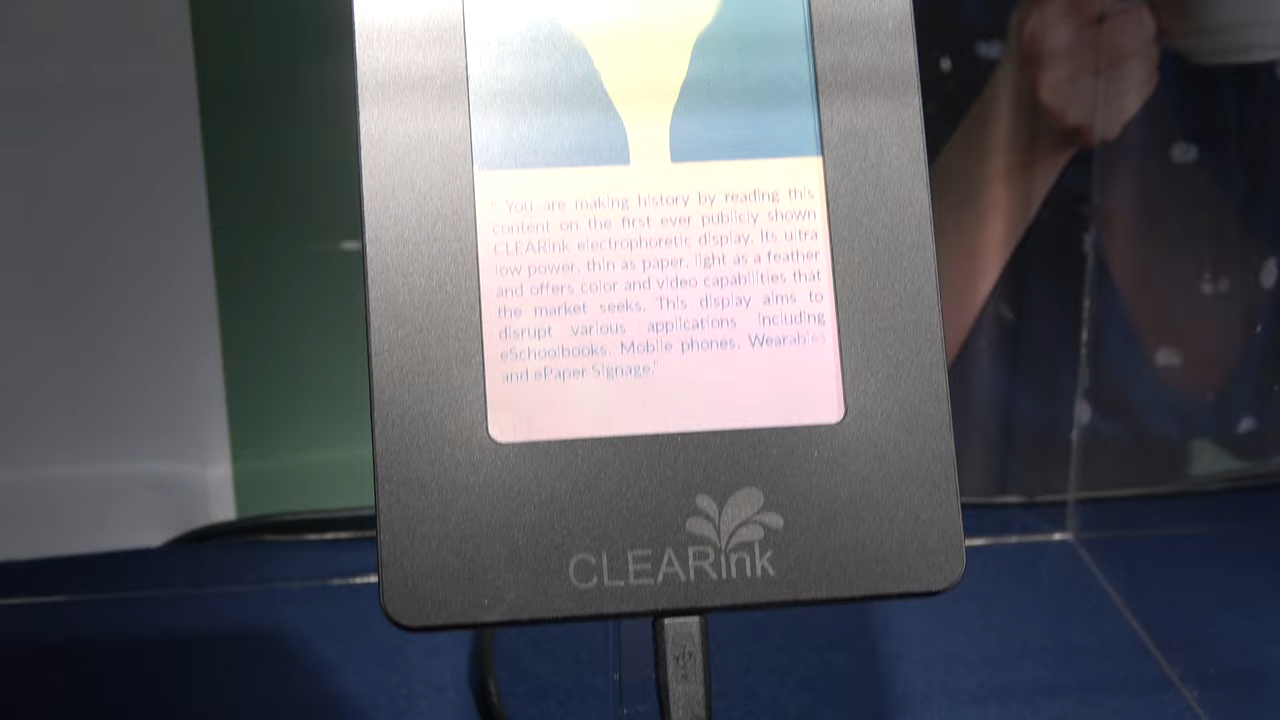 " You are making history by reading this
content on the first ever publicly shown
CLEARink electrophoretic display. Its ultra
low power, thin as paper, light as a feather
and offers color and video capabilities that
the market seeks. This display aims to
disrupt various applications including
eSchoolbooks, Mobile phones, Wearables
and ePaper Signage."
CLEARink